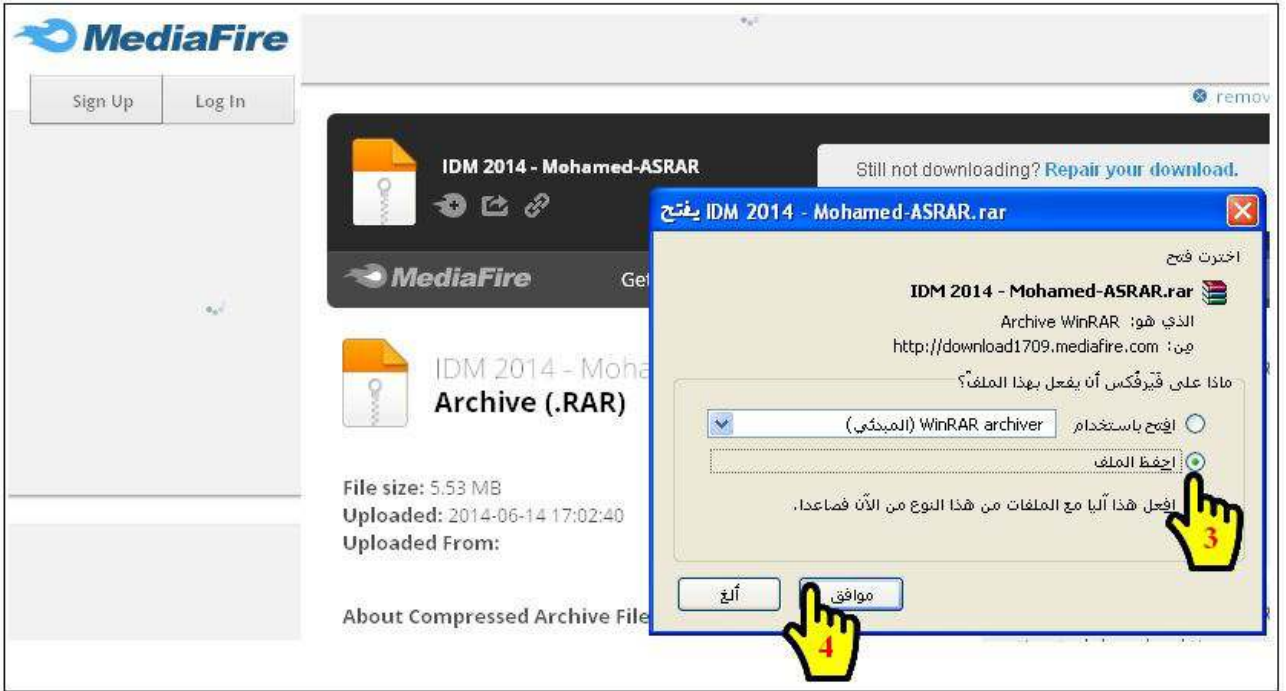 MediaFire
Sign Up
Log In
remov
IDM 2014 - Mohamed-ASRAR
Still not downloading? Repair your download.
MediaFire
Get
IDM 2014 - Moha
Archive (.RAR)
File size: 5.53 MB
Uploaded: 2014-06-14 17:02:40
Uploaded From:
About Compressed Archive File
يفتح IDM 2014 - Mohamed-ASRAR.rar
اخترت فتح
IDM 2014 - Mohamed-ASRAR.rar
الذي هو: Archive WinRAR
من: http://download1709.mediafire.com
ماذا على فَيَرفُكس أن يفعل بهذا الملف؟
افتح باستخدام WinRAR archiver (المبدئي)
احفظ الملف
افعل هذا آليا مع الملفات من هذا النوع من الآن فصاعدا.
3
موافق
ألغ
4